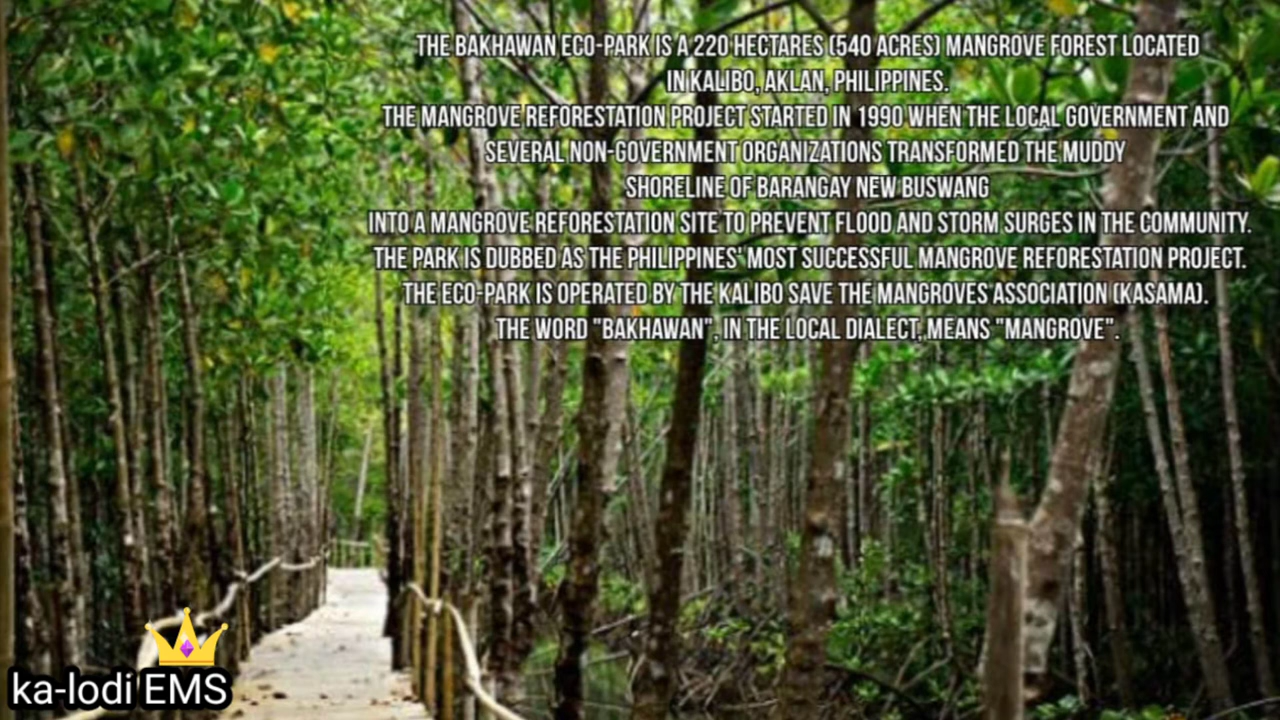 THE BAKHAWAN ECO-PARK IS A 220 HECTARES (540 ACRES) MANGROVE FOREST LOCATED
IN KALIBO, AKLAN, PHILIPPINES.
THE MANGROVE REFORESTATION PROJECT STARTED IN 1990 WHEN THE LOCAL GOVERNMENT AND
SEVERAL NON-GOVERNMENT ORGANIZATIONS TRANSFORMED THE MUDDY
SHORELINE OF BARANGAY NEW BUSWANG
INTO A MANGROVE REFORESTATION SITE TO PREVENT FLOOD AND STORM SURGES IN THE COMMUNITY.
THE PARK IS DUBBED AS THE PHILIPPINES' MOST SUCCESSFUL MANGROVE REFORESTATION PROJECT.
THE ECO-PARK IS OPERATED BY THE KALIBO SAVE THE MANGROVES ASSOCIATION (KASAMA).
THE WORD "BAKHAWAN", IN THE LOCAL DIALECT, MEANS "MANGROVE".
ka-lodi EMS